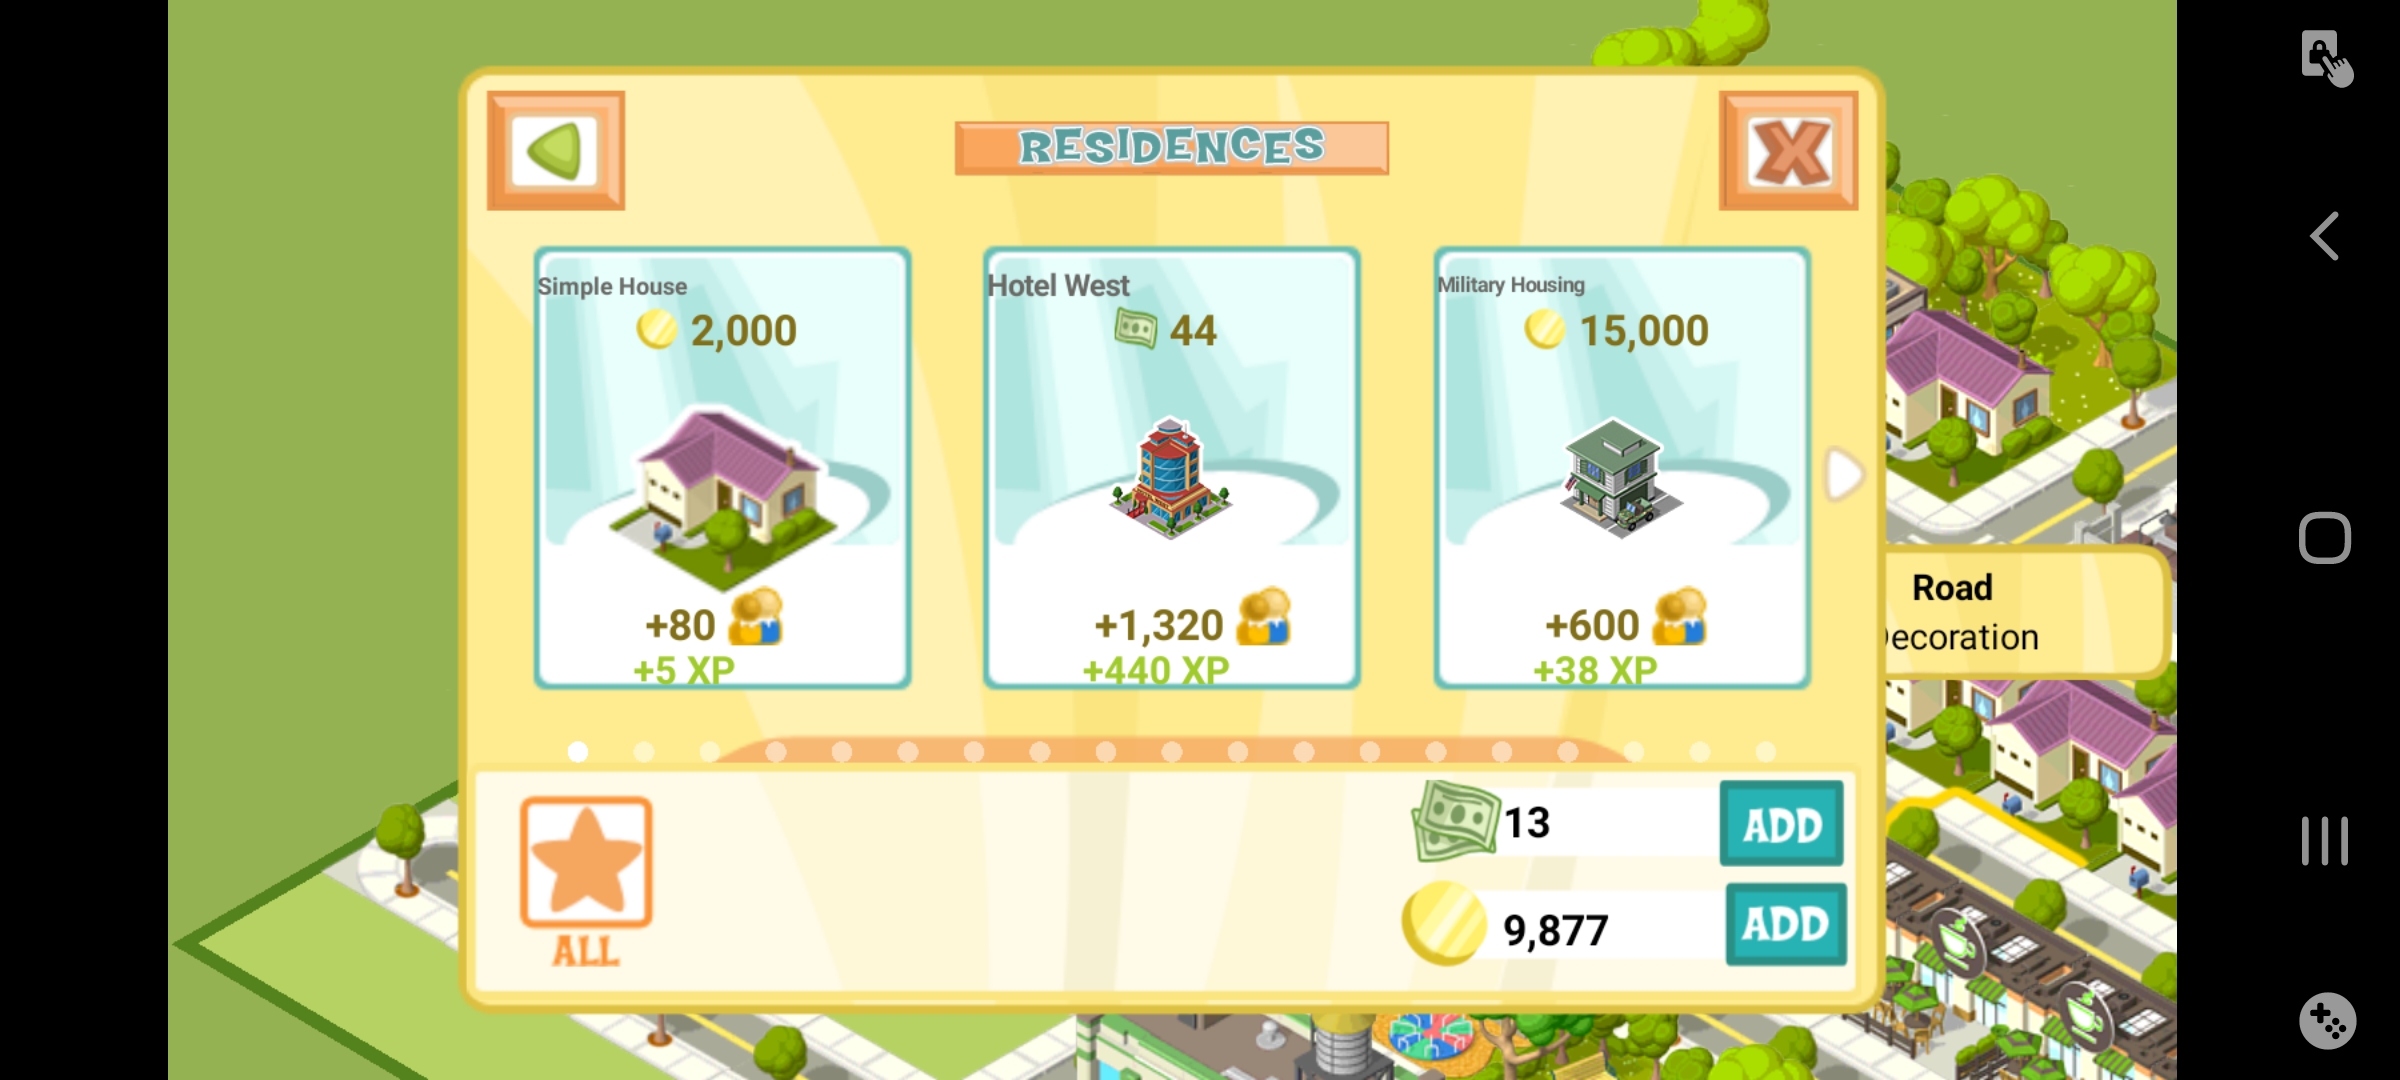 RESIDENCES
Simple House
2,000
+80
+5 XP
Hotel West
44
+1,320
+440 XP
Military Housing
15,000
+600
+38 XP
Road
ecoration
ALL
13
ADD
9,877
ADD